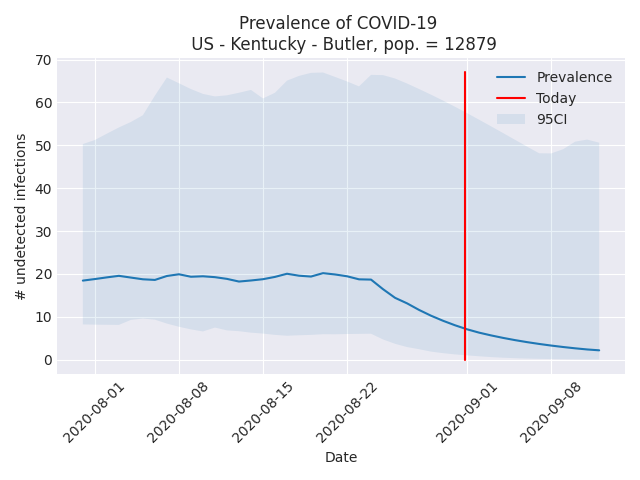 Prevalence of COVID-19
US - Kentucky - Butler, pop. = 12879
Prevalence
Today
95CI
# undetected infections
70
60
50
40
30
20
10
0
2020-08-01
2020-08-08
2020-08-15
2020-08-22
2020-09-01
2020-09-08
Date